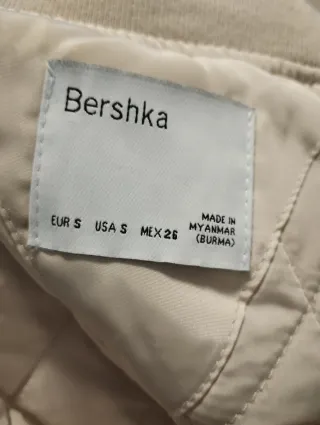 Bershka
EUR S USA S MEX 26
MADE IN
MYANMAR
(BURMA)